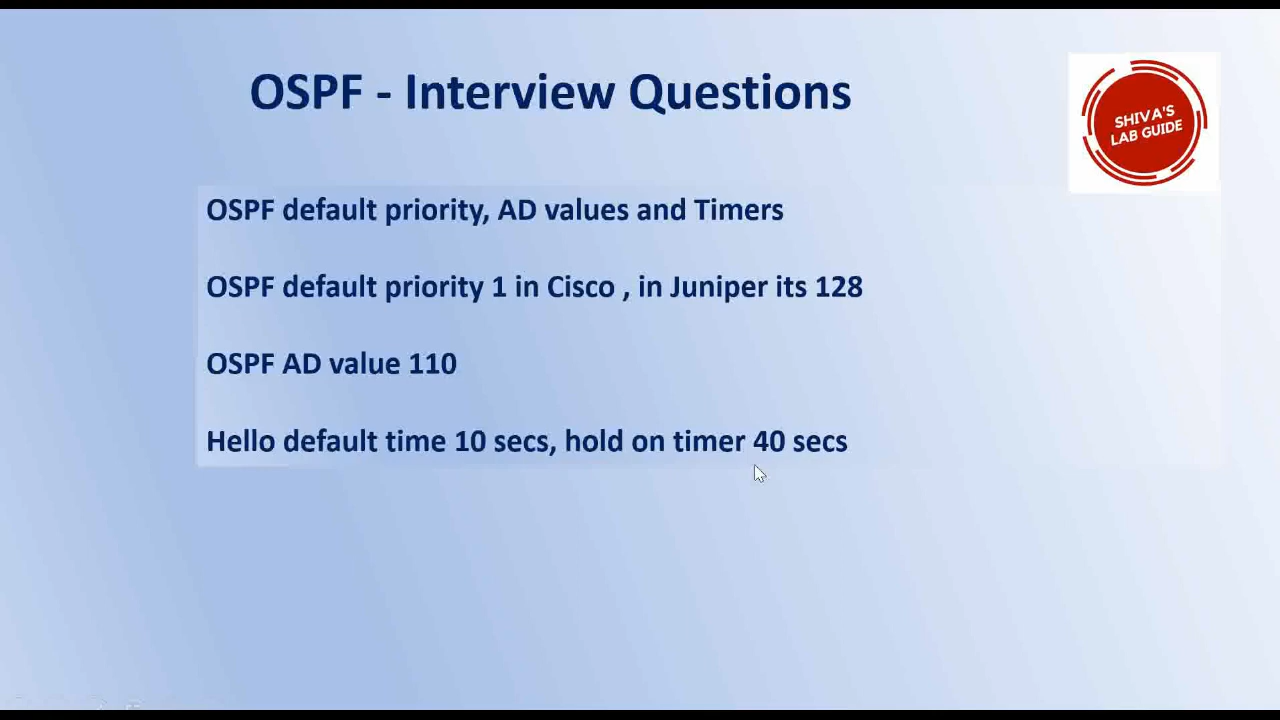 OSPF - Interview Questions
SHIVA'S
LAB GUIDE
OSPF default priority, AD values and Timers
OSPF default priority 1 in Cisco , in Juniper its 128
OSPF AD value 110
Hello default time 10 secs, hold on timer 40 secs